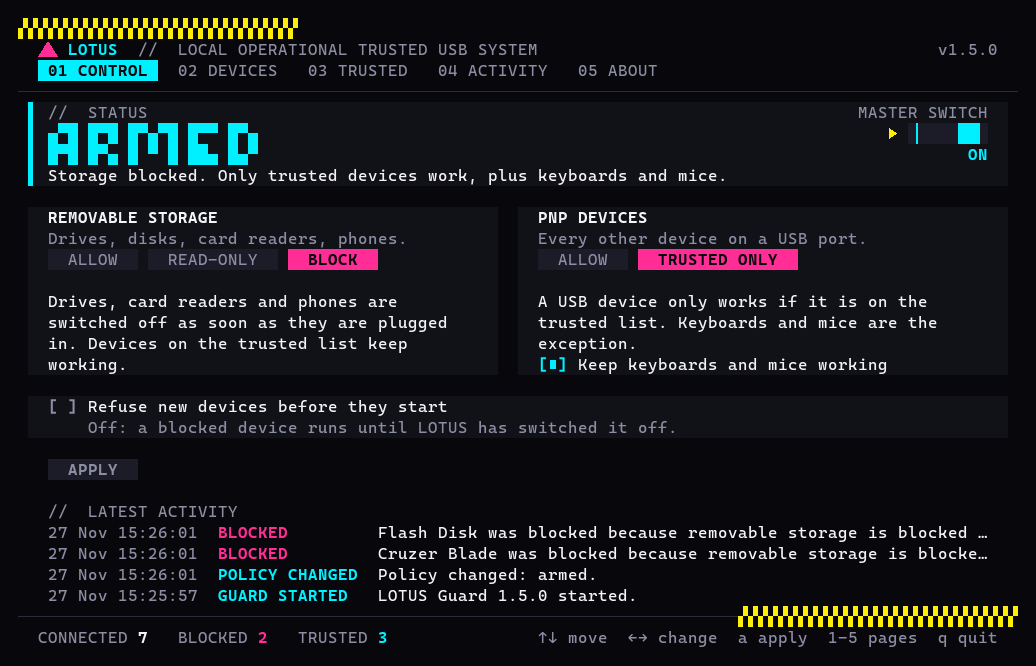 LOTUS // LOCAL OPERATIONAL TRUSTED USB SYSTEM v1.5.0
01 CONTROL 02 DEVICES 03 TRUSTED 04 ACTIVITY 05 ABOUT
// STATUS MASTER SWITCH
ARMED
ON
Storage blocked. Only trusted devices work, plus keyboards and mice.
REMOVABLE STORAGE
Drives, disks, card readers, phones.
ALLOW READ-ONLY BLOCK
Drives, card readers and phones are
switched off as soon as they are plugged
in. Devices on the trusted list keep
working.
PNP DEVICES
Every other device on a USB port.
ALLOW TRUSTED ONLY
A USB device only works if it is on the
trusted list. Keyboards and mice are the
exception.
[■] Keep keyboards and mice working
[ ] Refuse new devices before they start
Off: a blocked device runs until LOTUS has switched it off.
APPLY
// LATEST ACTIVITY
27 Nov 15:26:01 BLOCKED Flash Disk was blocked because removable storage is blocked …
27 Nov 15:26:01 BLOCKED Cruzer Blade was blocked because removable storage is blocke…
27 Nov 15:26:01 POLICY CHANGED Policy changed: armed.
27 Nov 15:25:57 GUARD STARTED LOTUS Guard 1.5.0 started.
CONNECTED 7 BLOCKED 2 TRUSTED 3 ↑↓ move ↔ change a apply 1-5 pages q quit